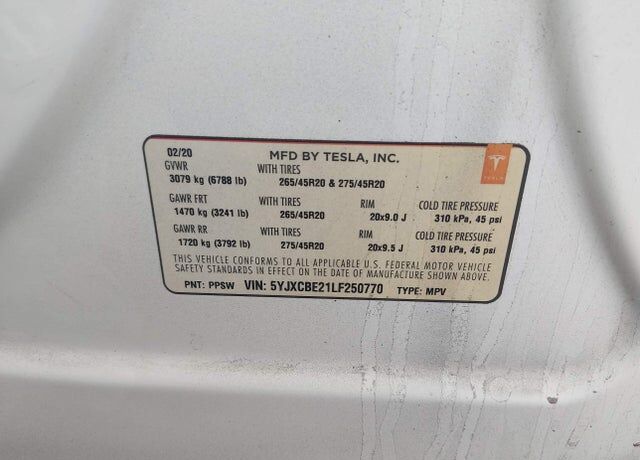 02/20 MFD BY TESLA, INC.
GVWR WITH TIRES
3079 kg (6788 lb) 265/45R20 & 275/45R20
TESLA
GAWR FRT WITH TIRES RIM COLD TIRE PRESSURE
1470 kg (3241 lb) 265/45R20 20x9.0 J 310 kPa, 45 psi
GAWR RR WITH TIRES RIM COLD TIRE PRESSURE
1720 kg (3792 lb) 275/45R20 20x9.5 J 310 kPa, 45 psi
THIS VEHICLE CONFORMS TO ALL APPLICABLE U.S. FEDERAL MOTOR VEHICLE
SAFETY STANDARDS IN EFFECT ON THE DATE OF MANUFACTURE SHOWN ABOVE.
PNT: PPSW VIN: 5YJXCBE21LF250770 TYPE: MPV